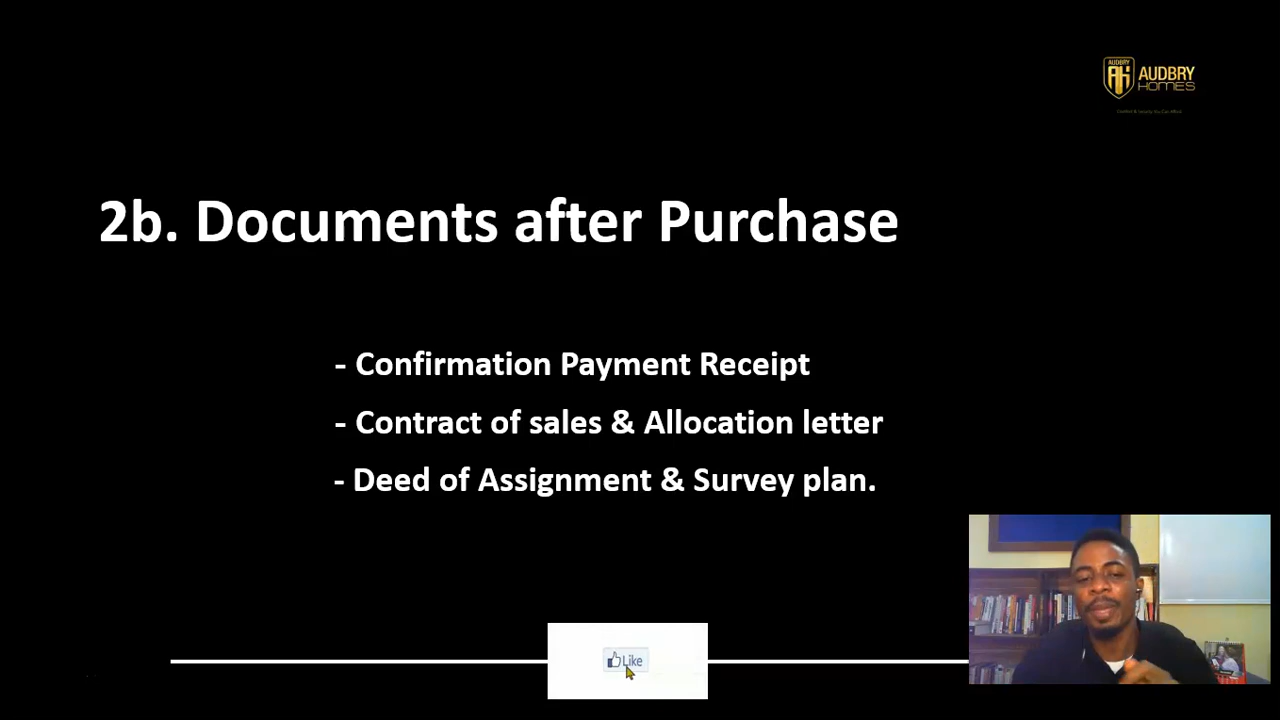 AUDBRY
AUDBRY
HOMES
2b. Documents after Purchase
- Confirmation Payment Receipt
- Contract of sales & Allocation letter
- Deed of Assignment & Survey plan.
Like